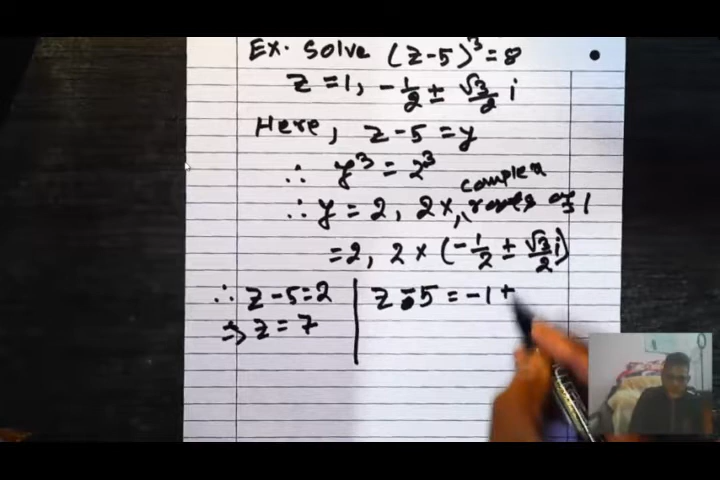 Ex. Solve (z-5)³=8
z=1, -1/2 ± √3/2 i
Here, z-5=y
∴ y³ = 2³
complex
∴ y = 2, 2×, roots of 1
=2, 2×(-1/2 ± √3/2 i)
∴ z-5=2 | z-5=-1+
⇒ z = 7